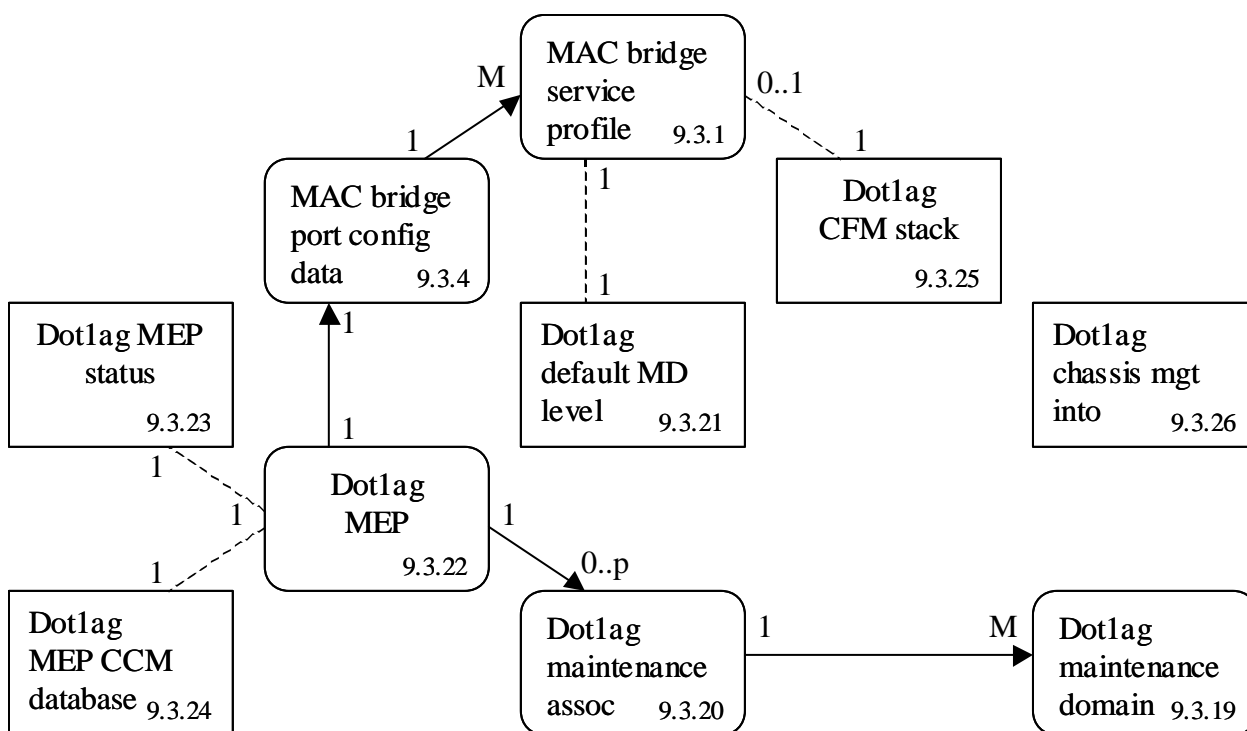 MAC bridge
service
profile
9.3.1
M
0..1
1
1
1
MAC bridge
port config
data
9.3.4
Dot1ag
CFM stack
9.3.25
1
1
Dot1ag MEP
status
9.3.23
Dot1ag
default MD
level
9.3.21
Dot1ag
chassis mgt
into
9.3.26
1
1
1
1
1
Dot1ag
MEP
9.3.22
1
0..p
Dot1ag
MEP CCM
database
9.3.24
Dot1ag
maintenance
assoc
9.3.20
1
M
Dot1ag
maintenance
domain
9.3.19